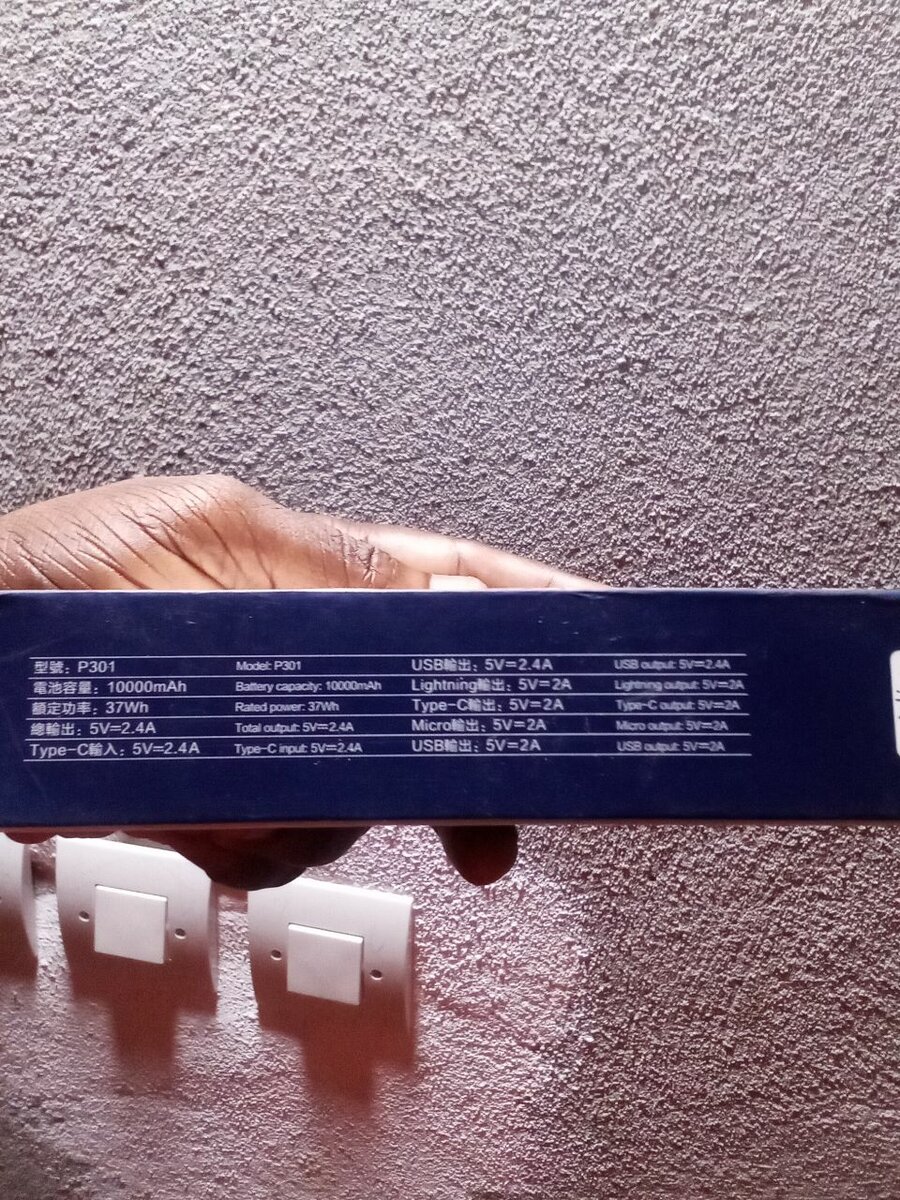 型號：P301 Model: P301 USB輸出：5V=2.4A USB output: 5V=2.4A
電池容量：10000mAh Battery capacity: 10000mAh Lightning輸出：5V=2A Lightning output: 5V=2A
額定功率：37Wh Rated power: 37Wh Type-C輸出：5V=2A Type-C output: 5V=2A
總輸出：5V=2.4A Total output: 5V=2.4A Micro輸出：5V=2A Micro output: 5V=2A
Type-C輸入：5V=2.4A Type-C input: 5V=2.4A USB輸出：5V=2A USB output: 5V=2A